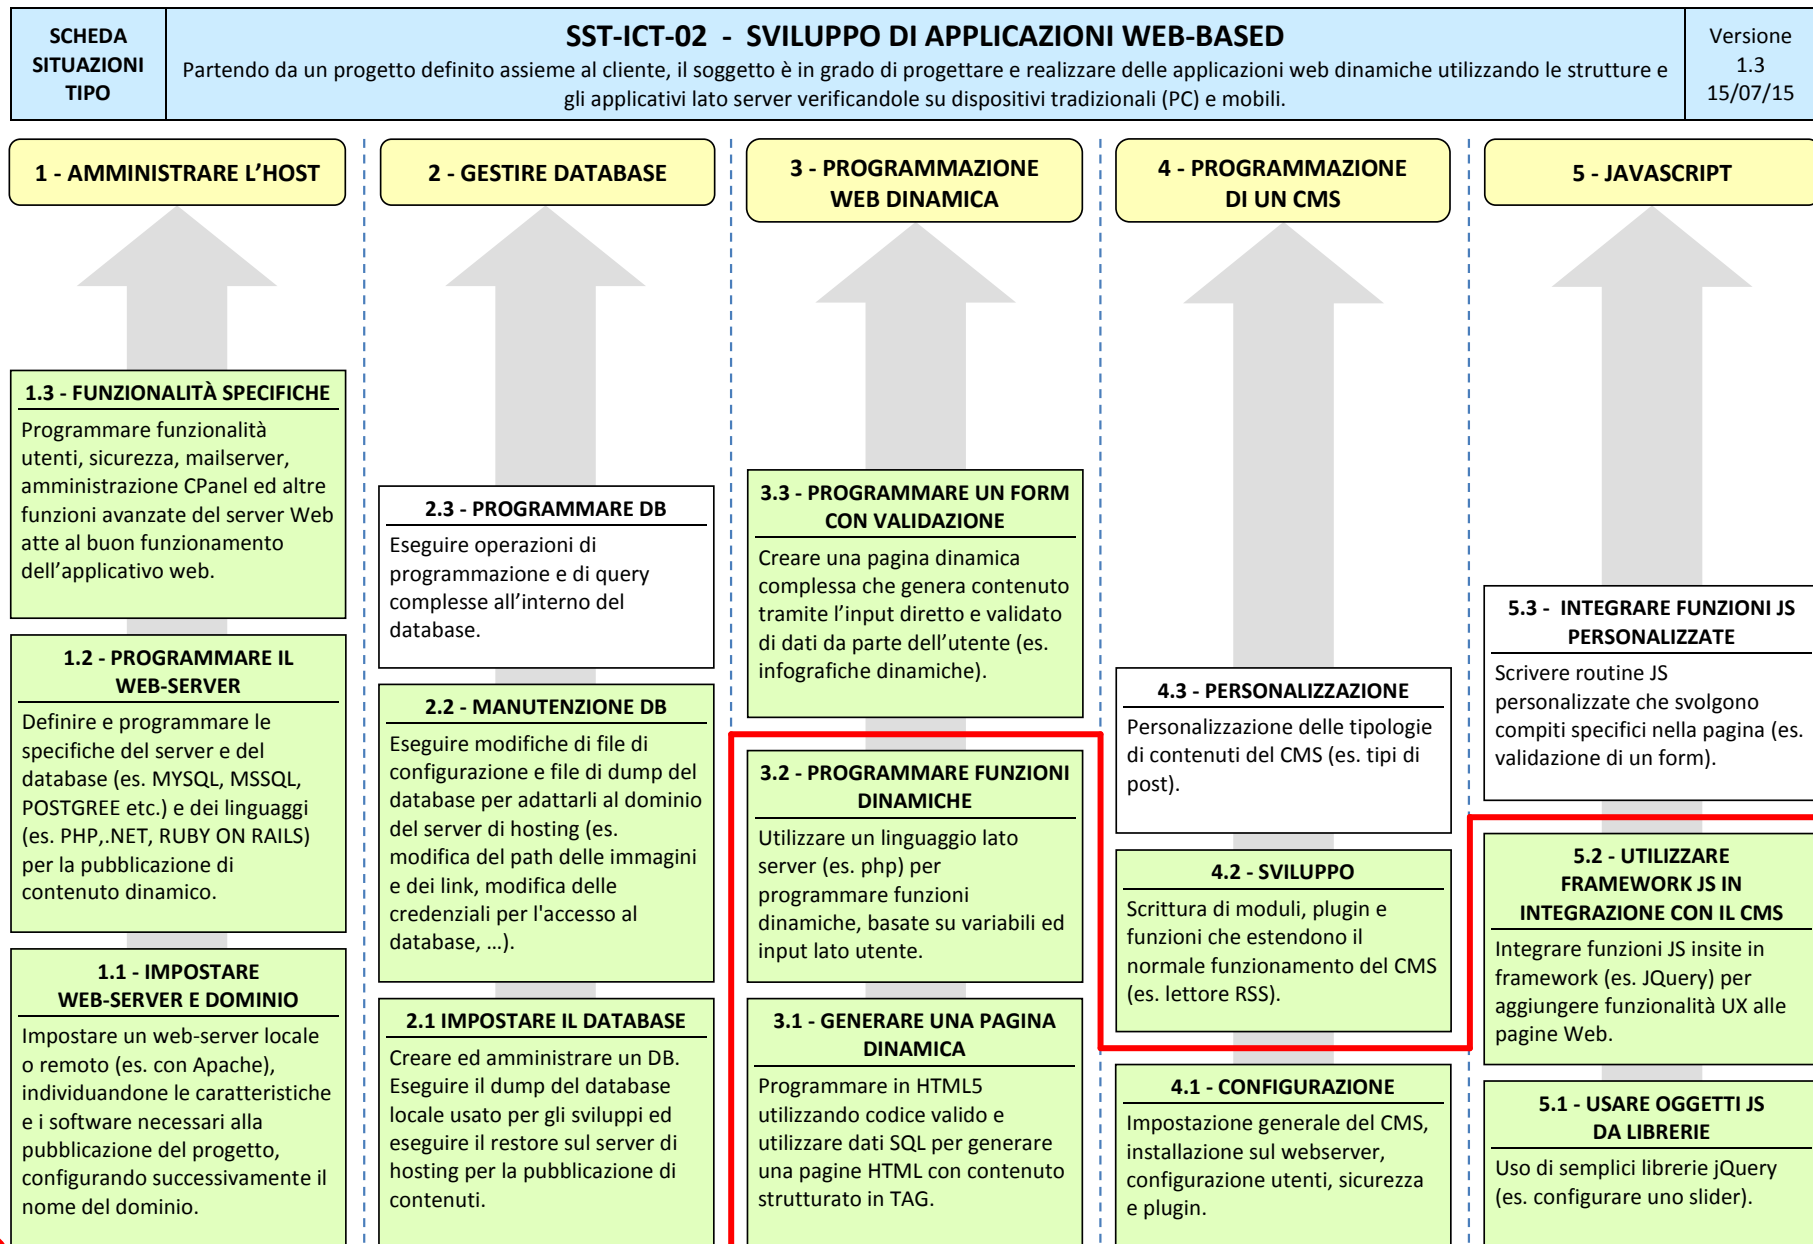 SCHEDA
SITUAZIONI
TIPO
SST-ICT-02 - SVILUPPO DI APPLICAZIONI WEB-BASED
Partendo da un progetto definito assieme al cliente, il soggetto è in grado di progettare e realizzare delle applicazioni web dinamiche utilizzando le strutture e
gli applicativi lato server verificandole su dispositivi tradizionali (PC) e mobili.
Versione
1.3
15/07/15
1 - AMMINISTRARE L’HOST
1.3 - FUNZIONALITÀ SPECIFICHE
Programmare funzionalità
utenti, sicurezza, mailserver,
amministrazione CPanel ed altre
funzioni avanzate del server Web
atte al buon funzionamento
dell’applicativo web.
1.2 - PROGRAMMARE IL
WEB-SERVER
Definire e programmare le
specifiche del server e del
database (es. MYSQL, MSSQL,
POSTGREE etc.) e dei linguaggi
(es. PHP,.NET, RUBY ON RAILS)
per la pubblicazione di
contenuto dinamico.
1.1 - IMPOSTARE
WEB-SERVER E DOMINIO
Impostare un web-server locale
o remoto (es. con Apache),
individuandone le caratteristiche
e i software necessari alla
pubblicazione del progetto,
configurando successivamente il
nome del dominio.
2 - GESTIRE DATABASE
2.3 - PROGRAMMARE DB
Eseguire operazioni di
programmazione e di query
complesse all’interno del
database.
2.2 - MANUTENZIONE DB
Eseguire modifiche di file di
configurazione e file di dump del
database per adattarli al dominio
del server di hosting (es.
modifica del path delle immagini
e dei link, modifica delle
credenziali per l'accesso al
database, …).
2.1 IMPOSTARE IL DATABASE
Creare ed amministrare un DB.
Eseguire il dump del database
locale usato per gli sviluppi ed
eseguire il restore sul server di
hosting per la pubblicazione di
contenuti.
3 - PROGRAMMAZIONE
WEB DINAMICA
3.3 - PROGRAMMARE UN FORM
CON VALIDAZIONE
Creare una pagina dinamica
complessa che genera contenuto
tramite l’input diretto e validato
di dati da parte dell’utente (es.
infografiche dinamiche).
3.2 - PROGRAMMARE FUNZIONI
DINAMICHE
Utilizzare un linguaggio lato
server (es. php) per
programmare funzioni
dinamiche, basate su variabili ed
input lato utente.
3.1 - GENERARE UNA PAGINA
DINAMICA
Programmare in HTML5
utilizzando codice valido e
utilizzare dati SQL per generare
una pagine HTML con contenuto
strutturato in TAG.
4 - PROGRAMMAZIONE
DI UN CMS
4.3 - PERSONALIZZAZIONE
Personalizzazione delle tipologie
di contenuti del CMS (es. tipi di
post).
4.2 - SVILUPPO
Scrittura di moduli, plugin e
funzioni che estendono il
normale funzionamento del CMS
(es. lettore RSS).
4.1 - CONFIGURAZIONE
Impostazione generale del CMS,
installazione sul webserver,
configurazione utenti, sicurezza
e plugin.
5 - JAVASCRIPT
5.3 - INTEGRARE FUNZIONI JS
PERSONALIZZATE
Scrivere routine JS
personalizzate che svolgono
compiti specifici nella pagina (es.
validazione di un form).
5.2 - UTILIZZARE
FRAMEWORK JS IN
INTEGRAZIONE CON IL CMS
Integrare funzioni JS insite in
framework (es. JQuery) per
aggiungere funzionalità UX alle
pagine Web.
5.1 - USARE OGGETTI JS
DA LIBRERIE
Uso di semplici librerie jQuery
(es. configurare uno slider).